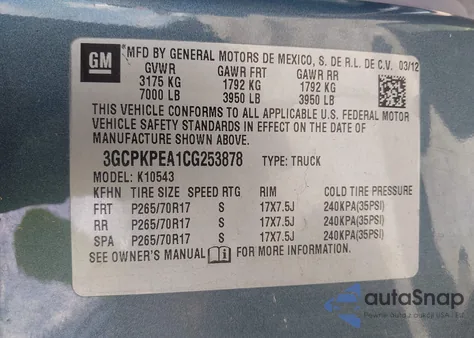 GM
MFD BY GENERAL MOTORS DE MEXICO, S. DE R.L. DE C.V. 03/12
GVWR GAWR FRT GAWR RR
3175 KG 1792 KG 1792 KG
7000 LB 3950 LB 3950 LB
THIS VEHICLE CONFORMS TO ALL APPLICABLE U.S. FEDERAL MOTOR
VEHICLE SAFETY STANDARDS IN EFFECT ON THE DATE OF
MANUFACTURE SHOWN ABOVE.
3GCPKPEA1CG253878 TYPE: TRUCK
MODEL: K10543
KFHN TIRE SIZE SPEED RTG RIM COLD TIRE PRESSURE
FRT P265/70R17 S 17X7.5J 240KPA(35PSI)
RR P265/70R17 S 17X7.5J 240KPA(35PSI)
SPA P265/70R17 S 17X7.5J 240KPA(35PSI)
SEE OWNER'S MANUAL FOR MORE INFORMATION.
autaSnap